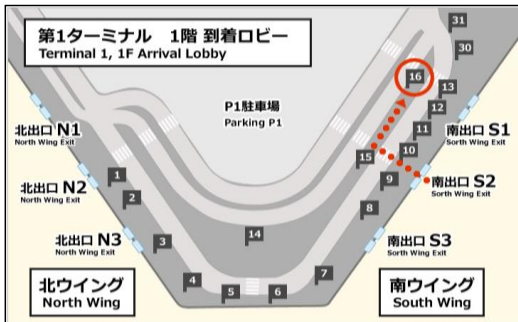 第1ターミナル 1階 到着ロビー
Terminal 1, 1F Arrival Lobby
31
30
16
13
12
11
10
15
9
8
P1駐車場
Parking P1
北出口 N1
North Wing Exit
南出口 S1
Sorth Wing Exit
北出口 N2
North Wing Exit
南出口 S2
Sorth Wing Exit
1
2
北出口 N3
North Wing Exit
南出口 S3
Sorth Wing Exit
3
14
4
5
6
7
北ウイング
North Wing
南ウイング
South Wing